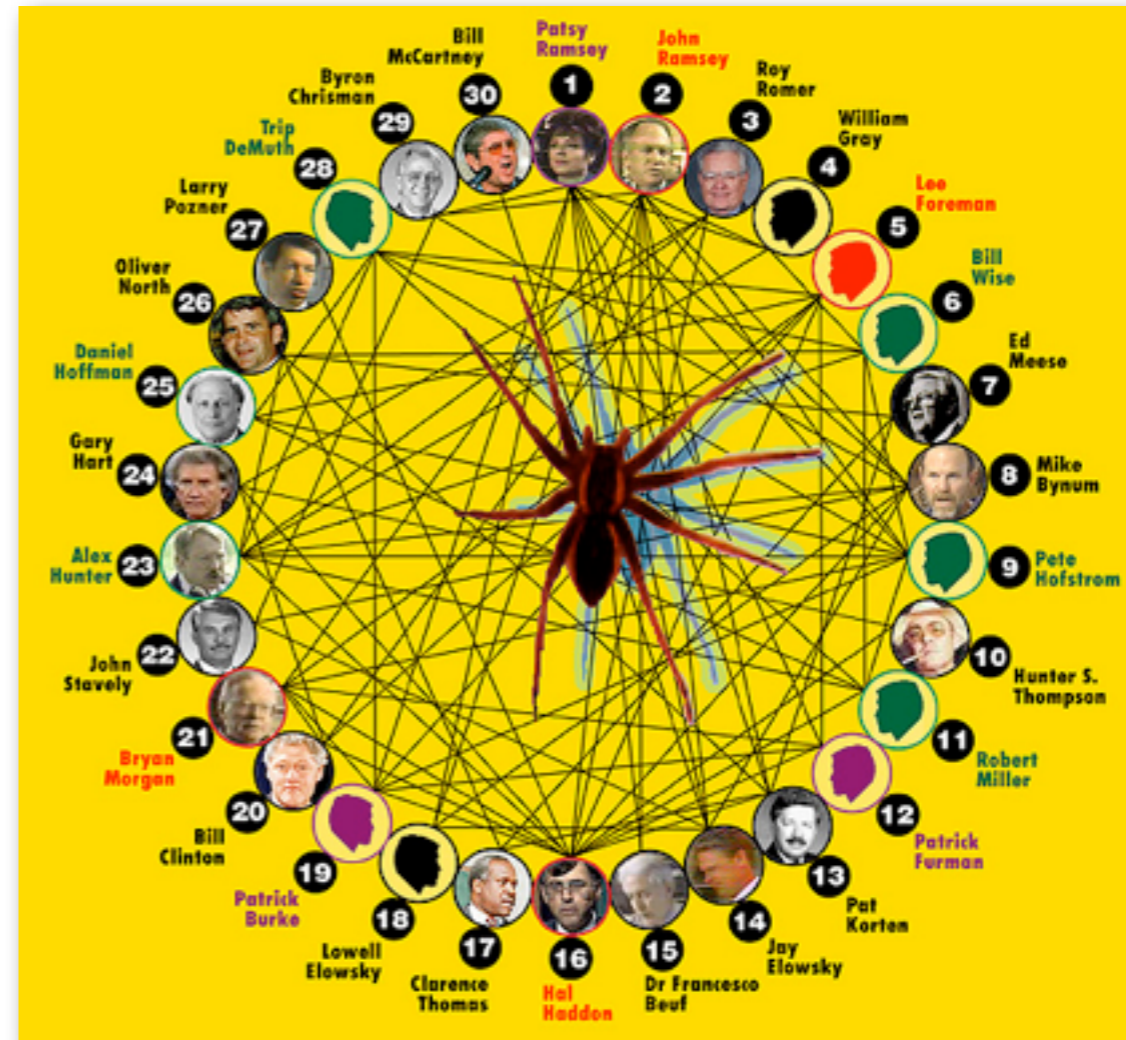 Patsy
Ramsey
1
John
Ramsey
2
Roy
Romer
3
William
Gray
4
Lee
Foreman
5
Bill
Wise
6
Ed
Meese
7
Mike
Bynum
8
Pete
Hofstrom
9
Hunter S.
Thompson
10
Robert
Miller
11
Patrick
Furman
12
Pat
Korten
13
Jay
Elowsky
14
Dr Francesco
Beuf
15
Hal
Haddon
16
Clarence
Thomas
17
Lowell
Elowsky
18
Patrick
Burke
19
Bill
Clinton
20
Bryan
Morgan
21
John
Stavely
22
Alex
Hunter
23
Gary
Hart
24
Daniel
Hoffman
25
Oliver
North
26
Larry
Pozner
27
Trip
DeMuth
28
Byron
Chrisman
29
Bill
McCartney
30